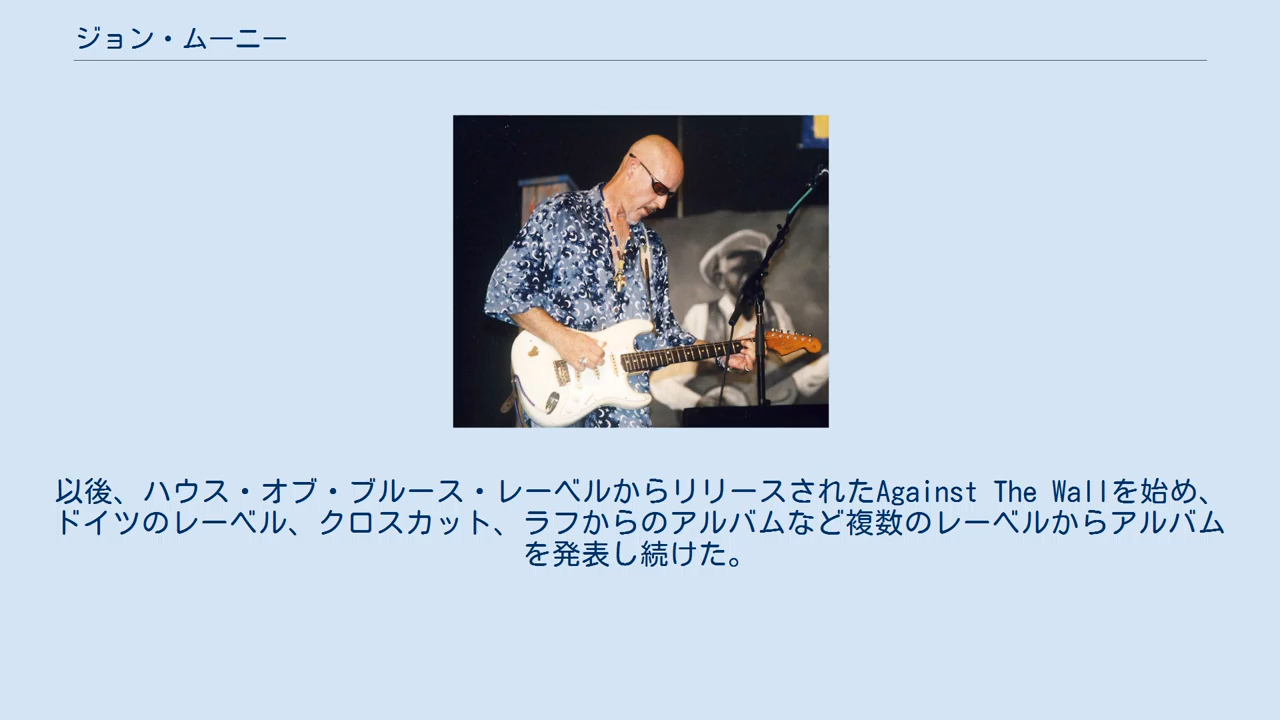 ジョン・ムーニー
以後、ハウス・オブ・ブルース・レーベルからリリースされたAgainst The Wallを始め、
ドイツのレーベル、クロスカット、ラフからのアルバムなど複数のレーベルからアルバム
を発表し続けた。